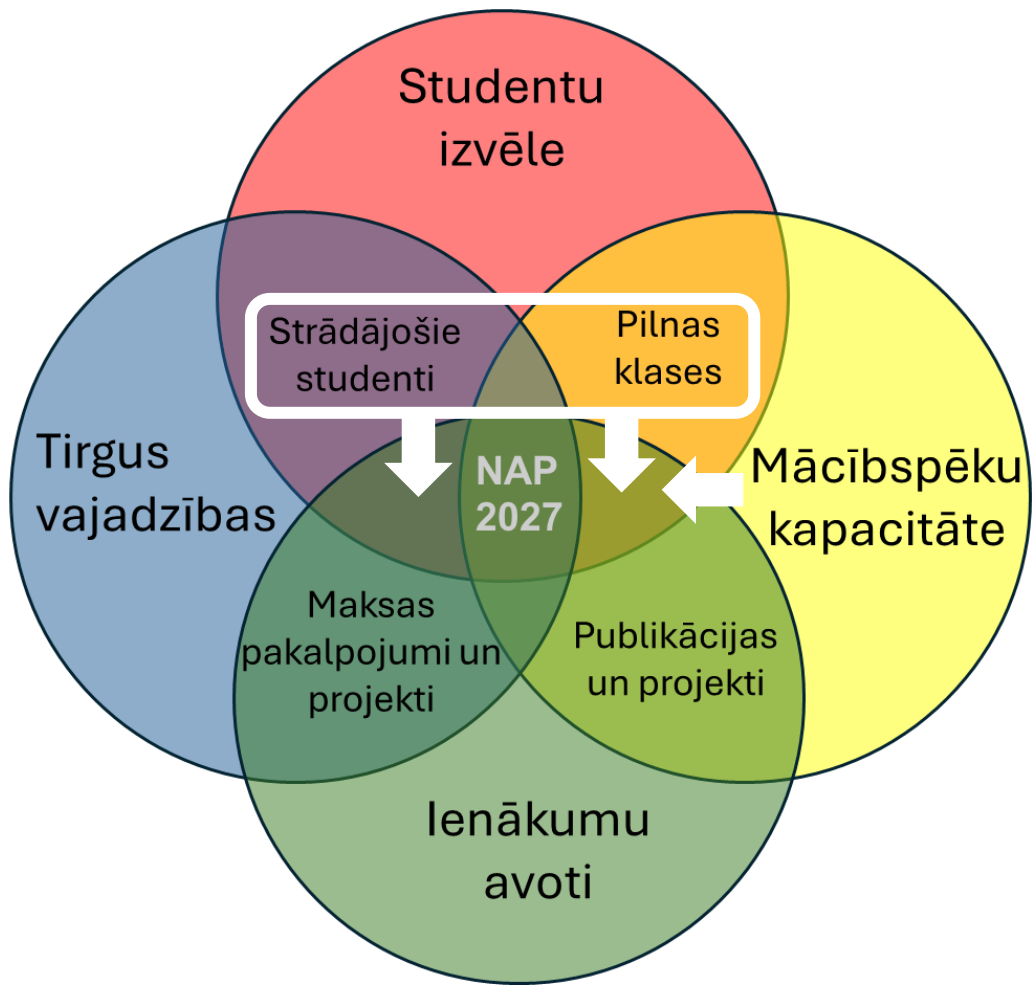 Studentu
izvēle
Strādājošie
studenti
Pilnas
klases
Tirgus
vajadzības
NAP
2027
Mācībspēku
kapacitāte
Maksas
pakalpojumi un
projekti
Publikācijas
un projekti
Ienākumu
avoti